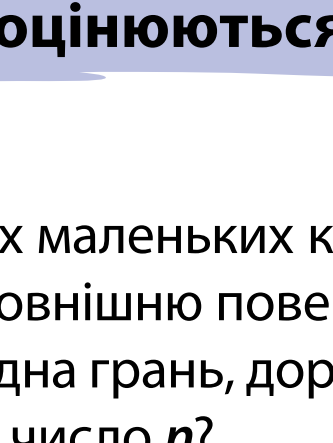 оцінюються
х маленьких к
овнішню пове
дна грань, дор
число n?